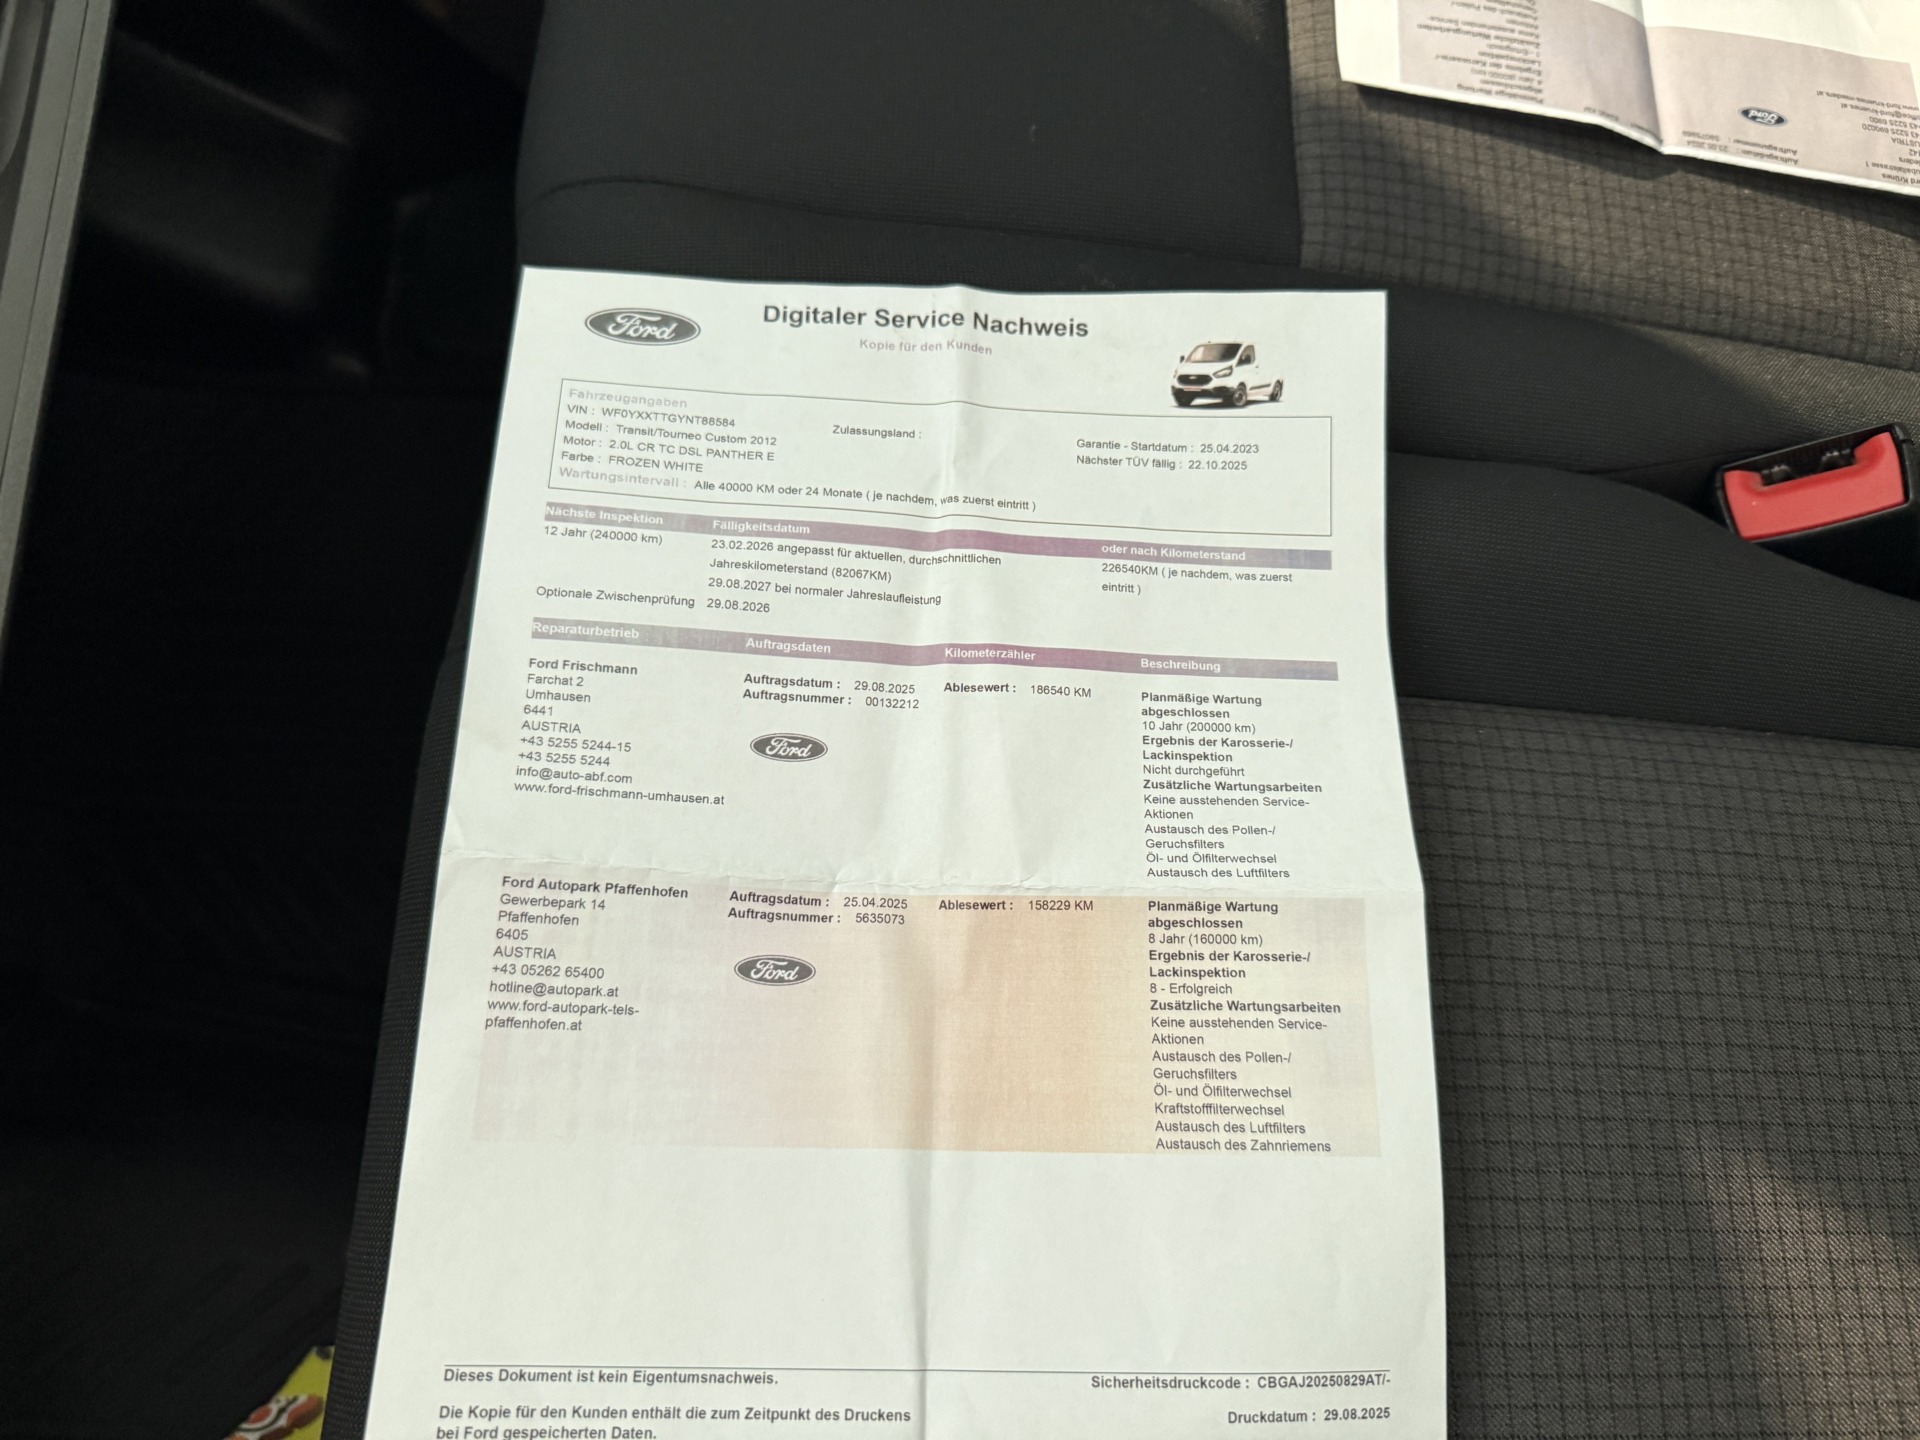 Ford
Digitaler Service Nachweis
Kopie für den Kunden
Fahrzeugangaben
VIN : WF0YXXTTGYNT88584
Modell : Transit/Tourneo Custom 2012
Motor : 2.0L CR TC DSL PANTHER E
Farbe : FROZEN WHITE
Zulassungsland :
Garantie - Startdatum : 25.04.2023
Nächster TÜV fällig : 22.10.2025
Wartungsintervall : Alle 40000 KM oder 24 Monate ( je nachdem, was zuerst eintritt )
Nächste Inspektion Fälligkeitsdatum oder nach Kilometerstand
12 Jahr (240000 km)
23.02.2026 angepasst für aktuellen, durchschnittlichen
Jahreskilometerstand (82067KM)
29.08.2027 bei normaler Jahreslaufleistung
226540KM ( je nachdem, was zuerst
eintritt )
Optionale Zwischenprüfung 29.08.2026
Reparaturbetrieb Auftragsdaten Kilometerzähler Beschreibung
Ford Frischmann
Farchat 2
Umhausen
6441
AUSTRIA
+43 5255 5244-15
+43 5255 5244
info@auto-abf.com
www.ford-frischmann-umhausen.at
Auftragsdatum : 29.08.2025
Auftragsnummer : 00132212
Ford
Ablesewert : 186540 KM
Planmäßige Wartung
abgeschlossen
10 Jahr (200000 km)
Ergebnis der Karosserie-/
Lackinspektion
Nicht durchgeführt
Zusätzliche Wartungsarbeiten
Keine ausstehenden Service-
Aktionen
Austausch des Pollen-/
Geruchsfilters
Öl- und Ölfilterwechsel
Austausch des Luftfilters
Ford Autopark Pfaffenhofen
Gewerbepark 14
Pfaffenhofen
6405
AUSTRIA
+43 05262 65400
hotline@autopark.at
www.ford-autopark-tels-
pfaffenhofen.at
Auftragsdatum : 25.04.2025
Auftragsnummer : 5635073
Ford
Ablesewert : 158229 KM
Planmäßige Wartung
abgeschlossen
8 Jahr (160000 km)
Ergebnis der Karosserie-/
Lackinspektion
8 - Erfolgreich
Zusätzliche Wartungsarbeiten
Keine ausstehenden Service-
Aktionen
Austausch des Pollen-/
Geruchsfilters
Öl- und Ölfilterwechsel
Kraftstofffilterwechsel
Austausch des Luftfilters
Austausch des Zahnriemens
Dieses Dokument ist kein Eigentumsnachweis.
Sicherheitsdruckcode : CBGAJ20250829AT/-
Die Kopie für den Kunden enthält die zum Zeitpunkt des Druckens
bei Ford gespeicherten Daten.
Druckdatum : 29.08.2025